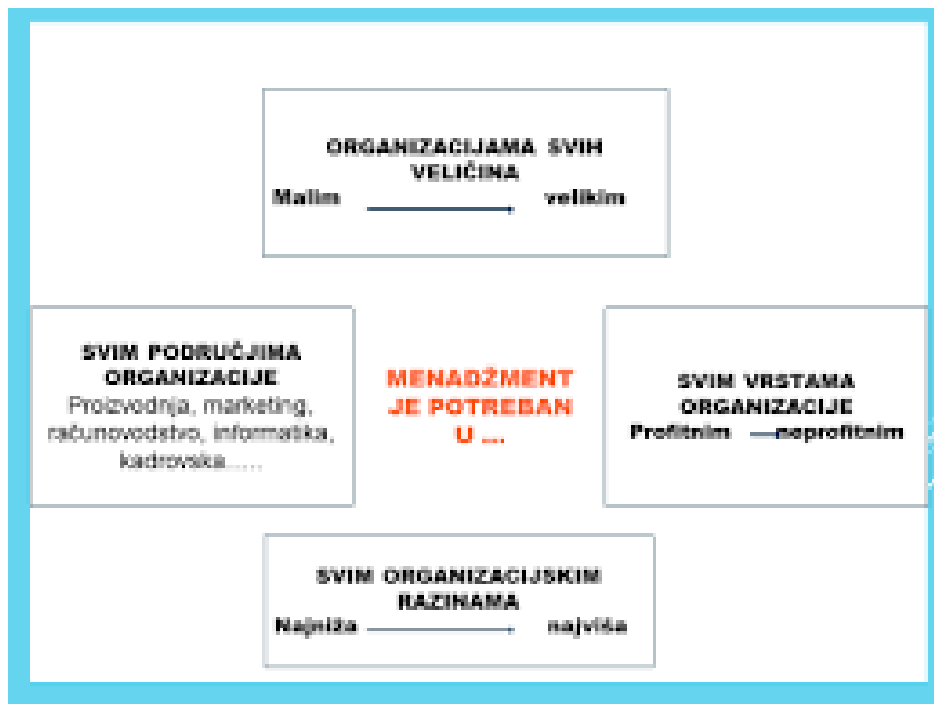 ORGANIZACIJAMA SVIH
VELIČINA
Malim velikim
SVIM PODRUČJIMA
ORGANIZACIJE
Proizvodnja, marketing,
računovodstvo, informatika,
kadrovska.....
MENADŽMENT
JE POTREBAN
U ...
SVIM VRSTAMA
ORGANIZACIJE
Profitnim neprofitnim
SVIM ORGANIZACIJSKIM
RAZINAMA
Najniža najviša